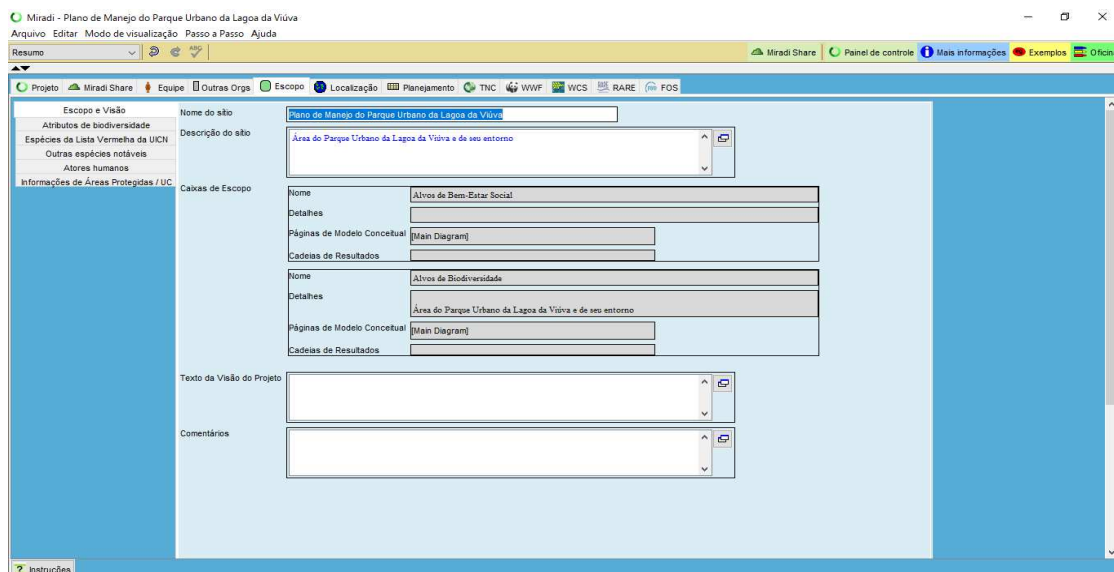 Miradi - Plano de Manejo do Parque Urbano da Lagoa da Viúva
Arquivo Editar Modo de visualização Passo a Passo Ajuda
Resumo ABC Miradi Share Painel de controle Mais informações Exemplos Oficin
Projeto Miradi Share Equipe Outras Orgs Escopo Localização Planejamento TNC WWF WCS RARE FOS
Escopo e Visão
Atributos de biodiversidade
Espécies da Lista Vermelha da UICN
Outras espécies notáveis
Atores humanos
Informações de Áreas Protegidas / UC
Nome do sítio Plano de Manejo do Parque Urbano da Lagoa da Viúva
Descrição do sítio Área do Parque Urbano da Lagoa da Viúva e de seu entorno
Caixas de Escopo
Nome Alvos de Bem-Estar Social
Detalhes
Páginas de Modelo Conceitual [Main Diagram]
Cadeias de Resultados
Nome Alvos de Biodiversidade
Detalhes Área do Parque Urbano da Lagoa da Viúva e de seu entorno
Páginas de Modelo Conceitual [Main Diagram]
Cadeias de Resultados
Texto da Visão do Projeto
Comentários
? Instruções